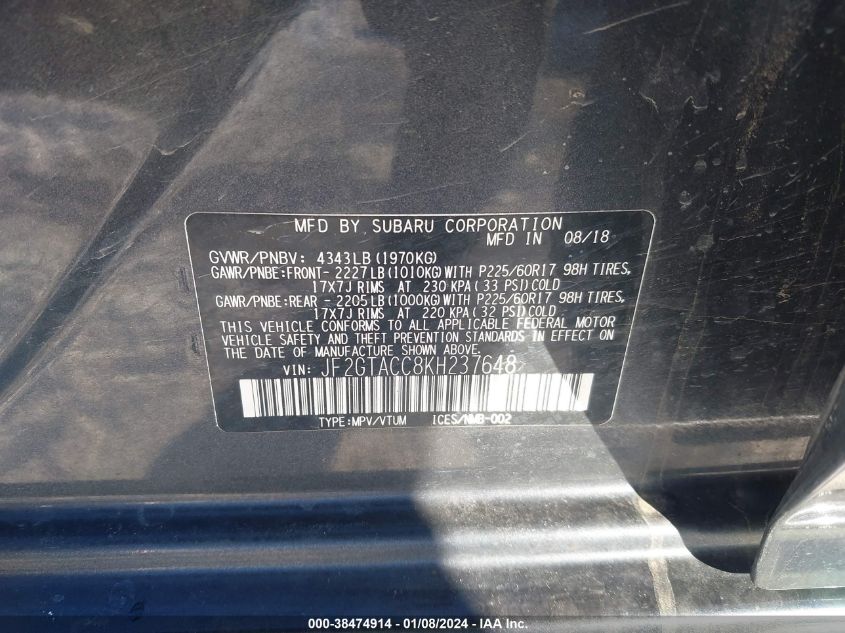 MFD BY SUBARU CORPORATION
MFD IN 08/18
GVWR/PNBV: 4343LB(1970KG)
GAWR/PNBE:FRONT- 2227LB(1010KG)WITH P225/60R17 98H TIRES,
17X7J RIMS AT 230 KPA(33 PSI)COLD
GAWR/PNBE:REAR - 2205LB(1000KG)WITH P225/60R17 98H TIRES,
17X7J RIMS AT 220 KPA(32 PSI)COLD
THIS VEHICLE CONFORMS TO ALL APPLICABLE FEDERAL MOTOR
VEHICLE SAFETY AND THEFT PREVENTION STANDARDS IN EFFECT ON
THE DATE OF MANUFACTURE SHOWN ABOVE.
VIN: JF2GTACC8KH237648
TYPE:MPV/VTUM ICES/NMB-002
000-38474914 - 01/08/2024 - IAA Inc.